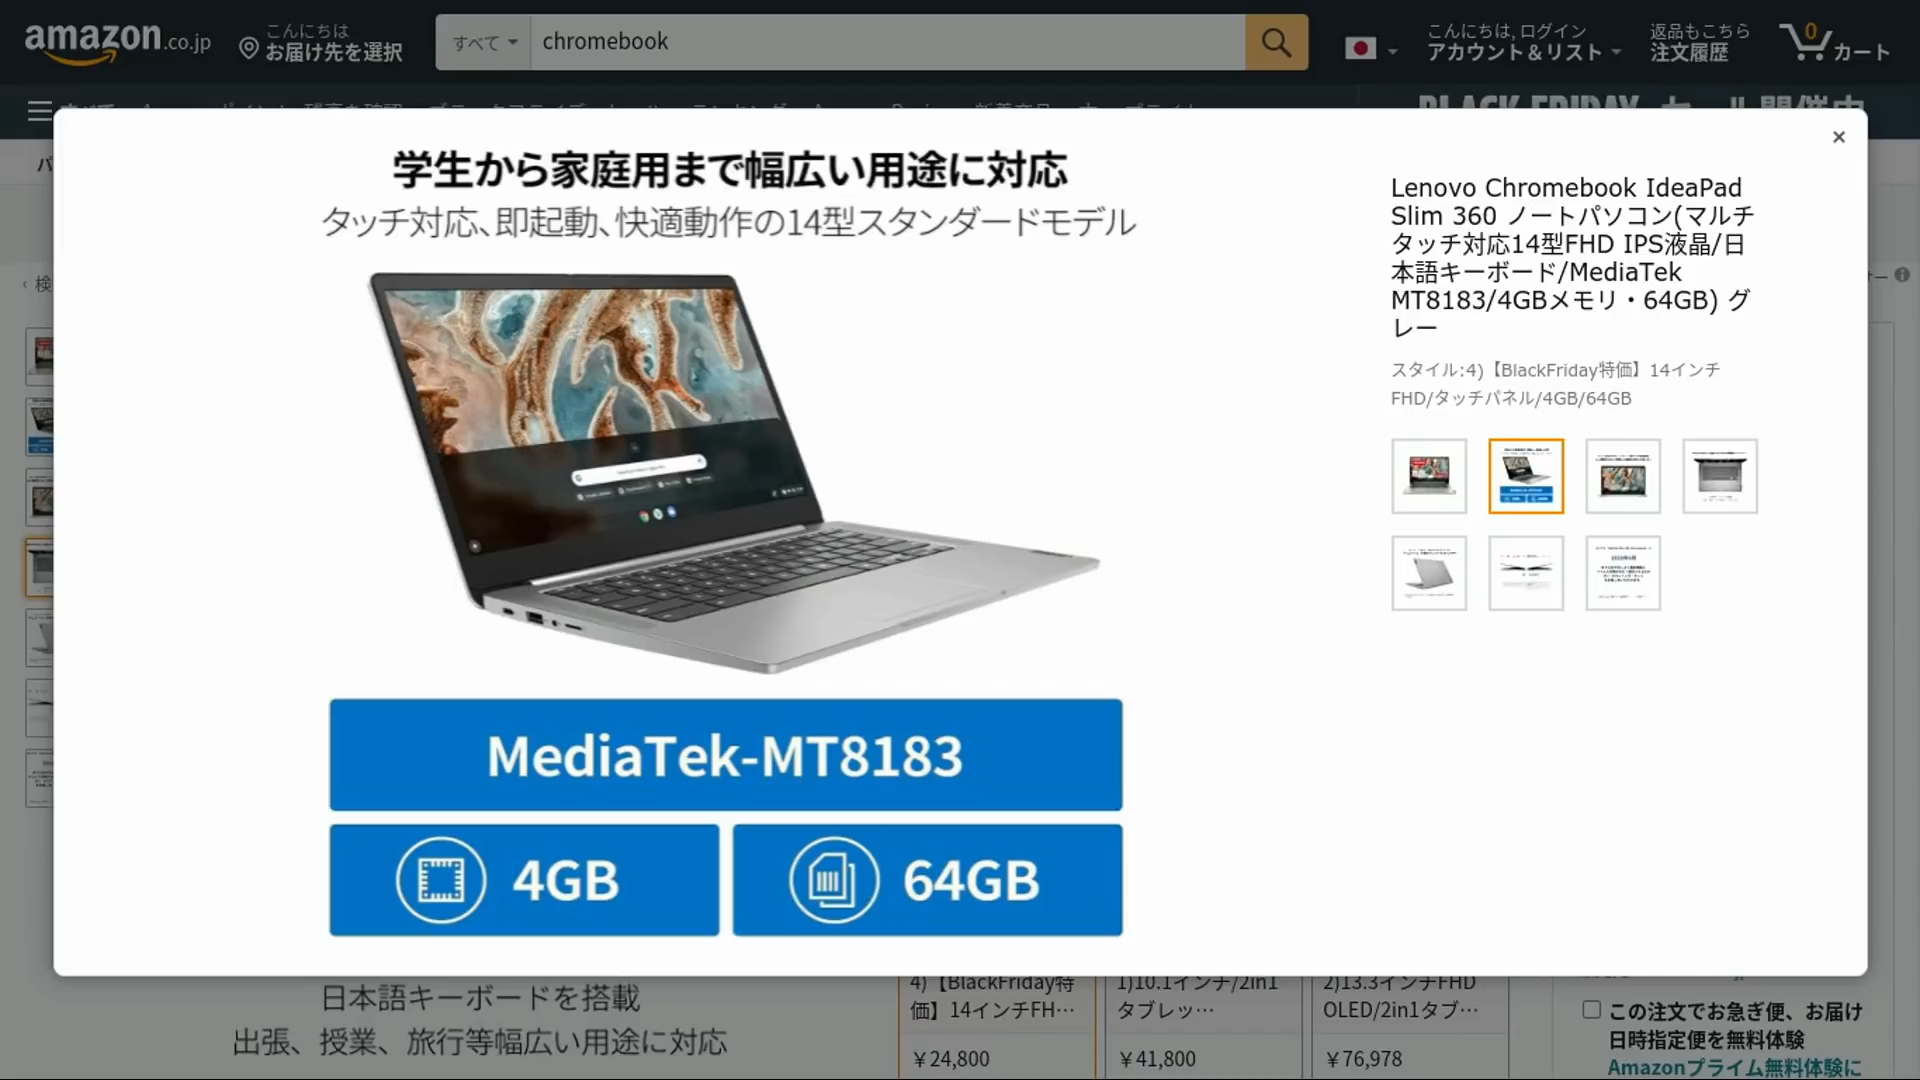 amazon.co.jp
こんにちは
お届け先を選択
すべて
chromebook
こんにちは, ログイン
アカウント&リスト
返品もこちら
注文履歴
0
カート
学生から家庭用まで幅広い用途に対応
タッチ対応、即起動、快適動作の14型スタンダードモデル
MediaTek-MT8183
4GB
64GB
×
Lenovo Chromebook IdeaPad
Slim 360 ノートパソコン(マルチ
タッチ対応14型FHD IPS液晶/日
本語キーボード/MediaTek
MT8183/4GBメモリ・64GB) グ
レー
スタイル:4)【BlackFriday特価】14インチ
FHD/タッチパネル/4GB/64GB
‹ 検
日本語キーボードを搭載
出張、授業、旅行等幅広い用途に対応
4)【BlackFriday特
価】14インチFH…
￥24,800
1)10.1インチ/2in1
タブレッ…
￥41,800
2)13.3インチFHD
OLED/2in1タブ…
￥76,978
この注文でお急ぎ便、お届け
日時指定便を無料体験
Amazonプライム無料体験に